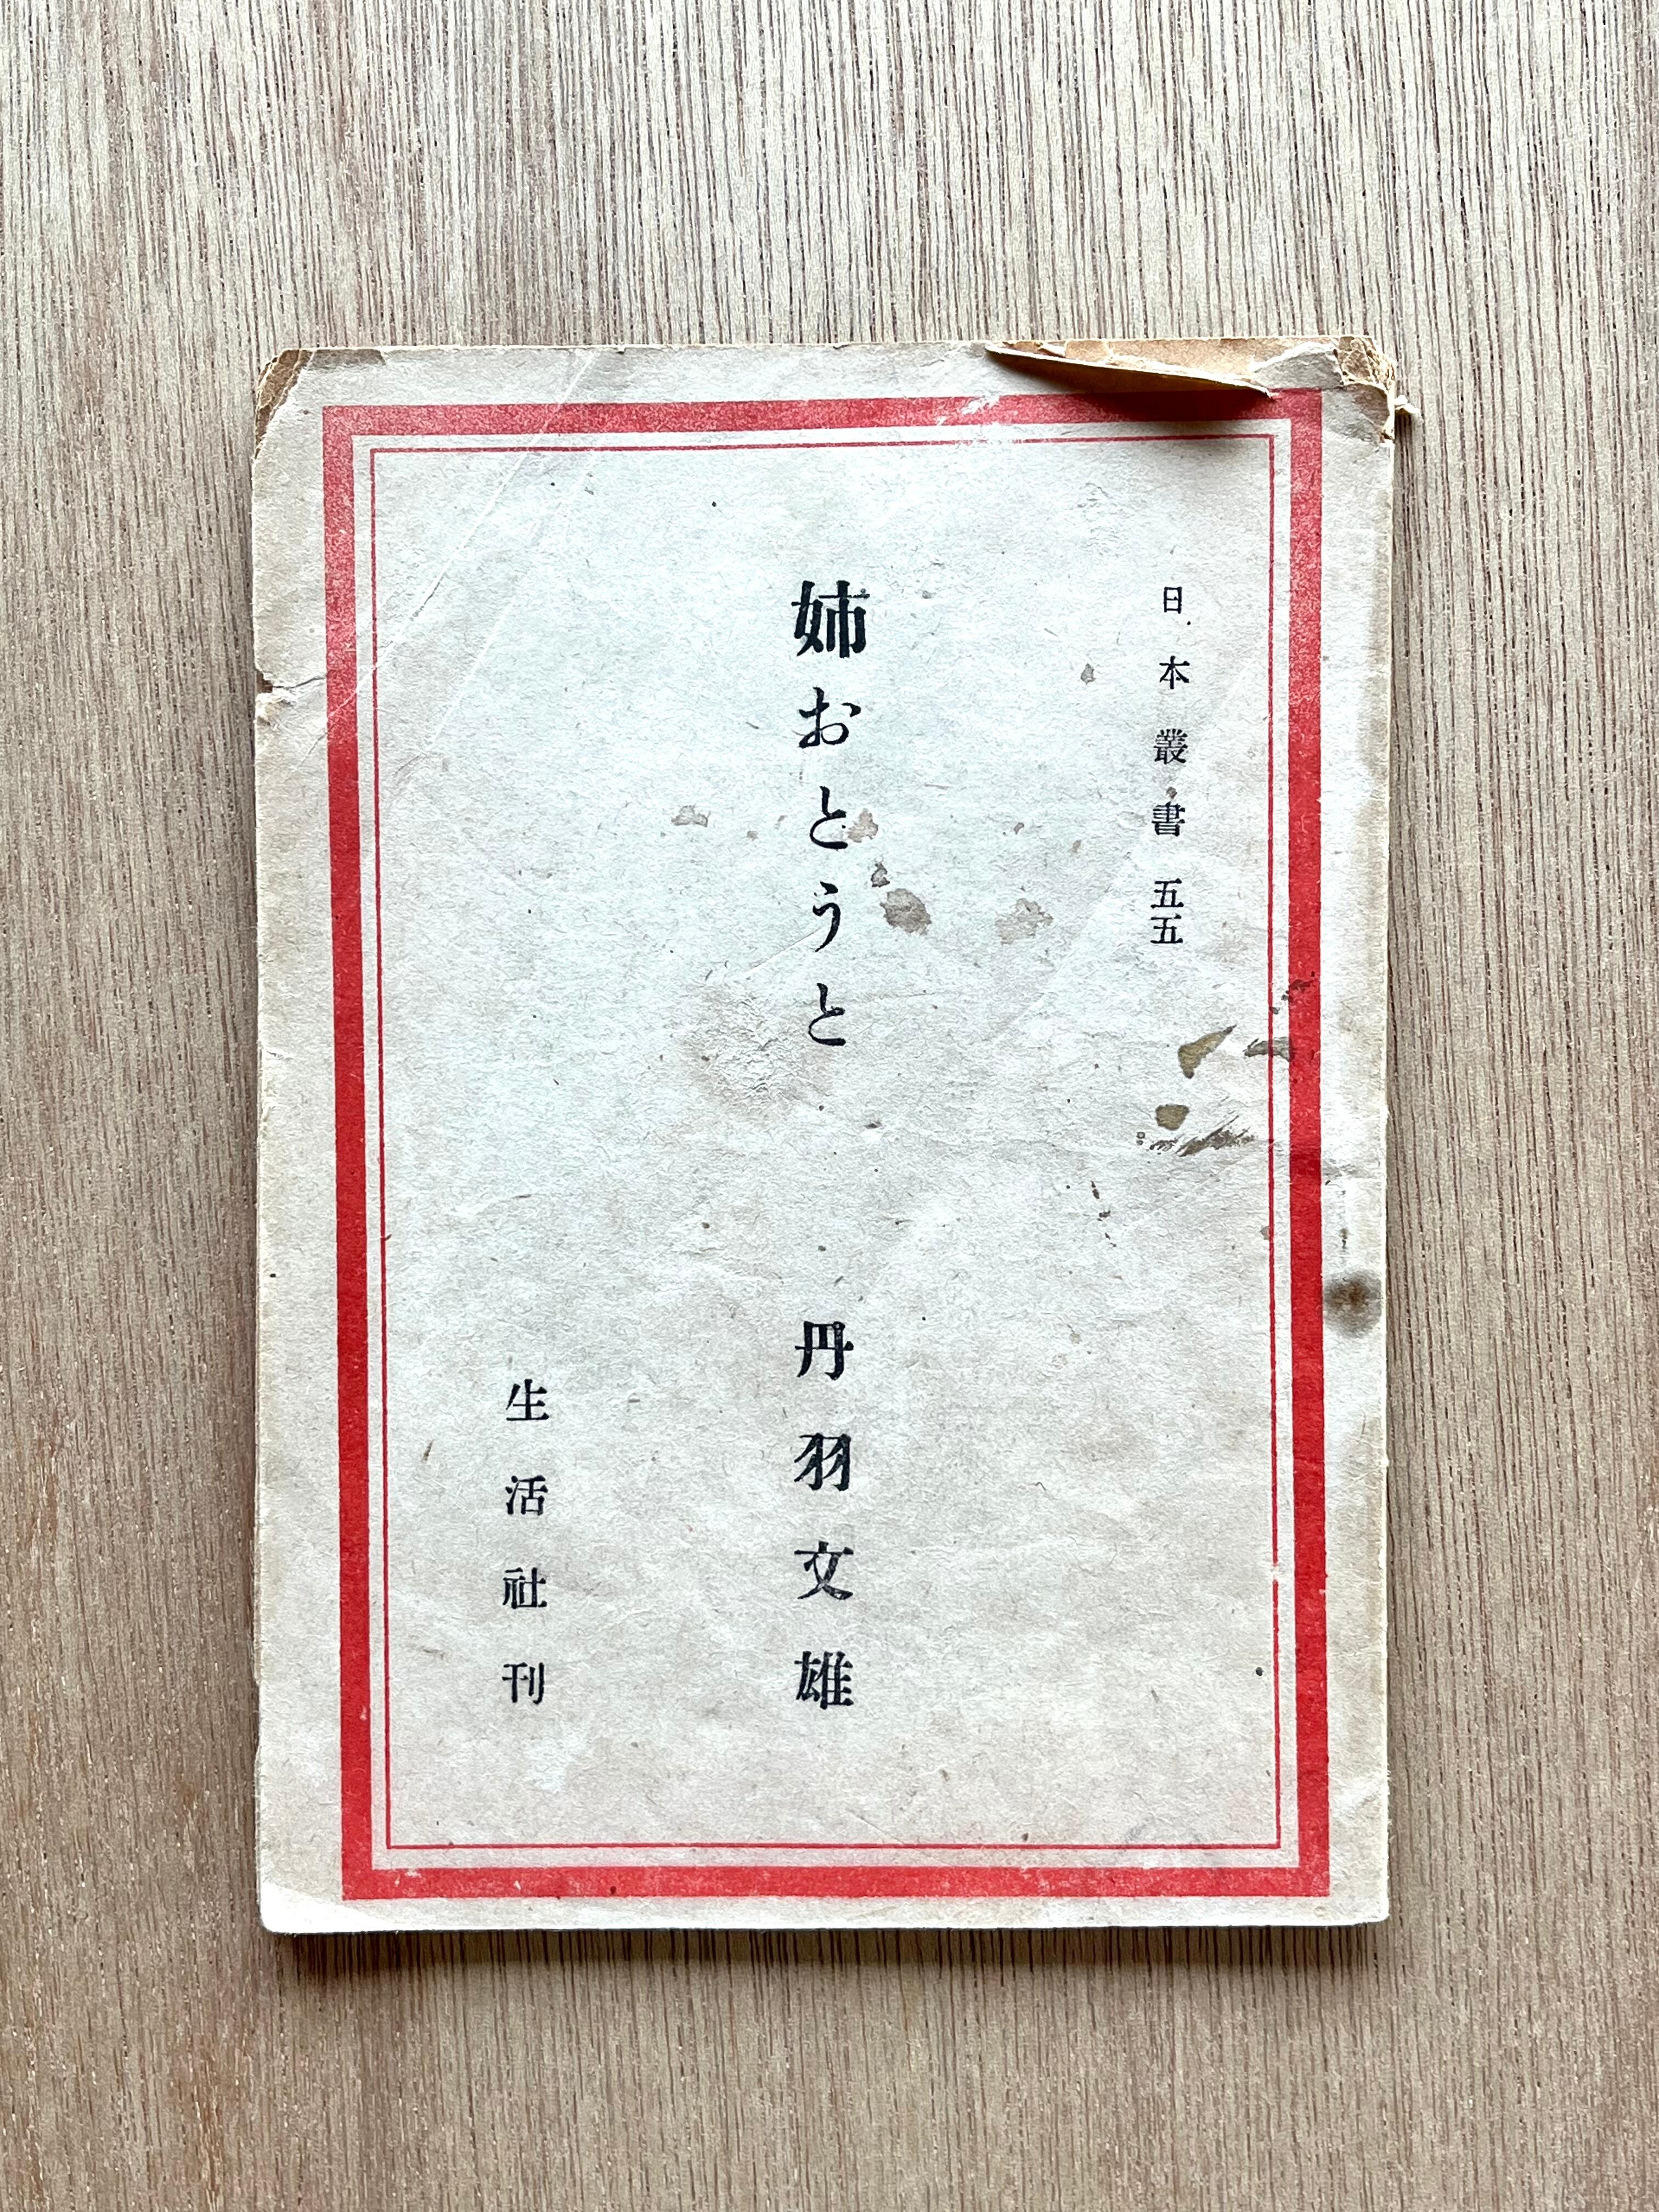 日本叢書 五五
姉おとうと 丹羽文雄
生活社刊